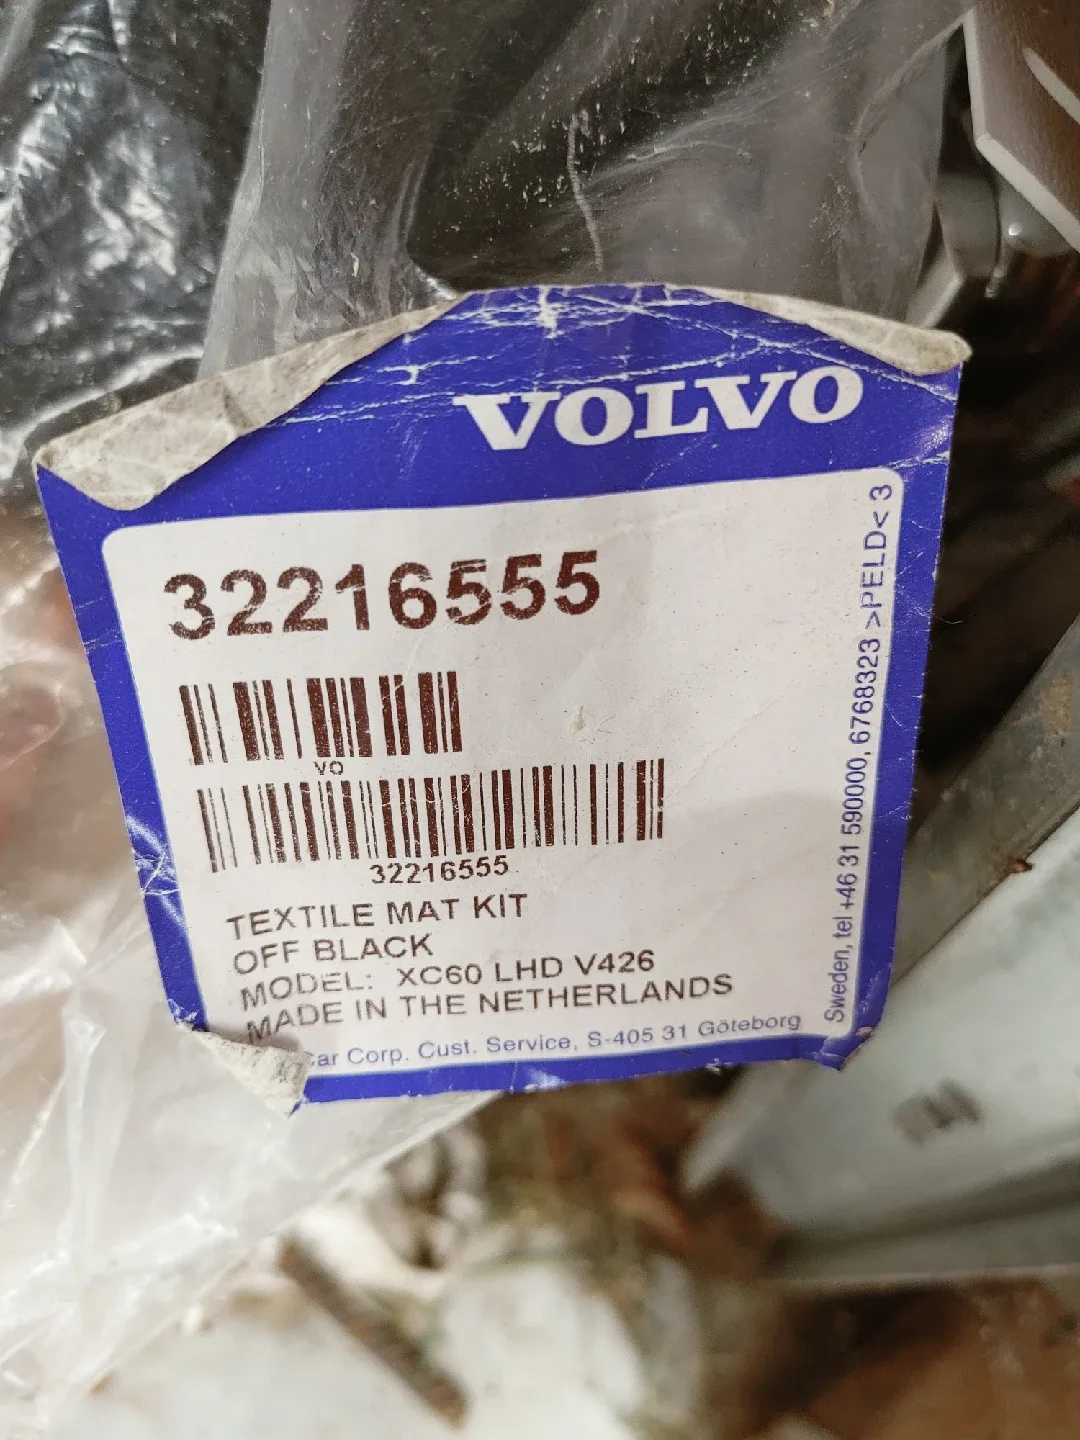 VOLVO
32216555
VO
32216555
TEXTILE MAT KIT
OFF BLACK
MODEL: XC60 LHD V426
MADE IN THE NETHERLANDS
Car Corp. Cust. Service, S-405 31 Göteborg
Sweden, tel +46 31 590000, 6768323 >PELD< 3